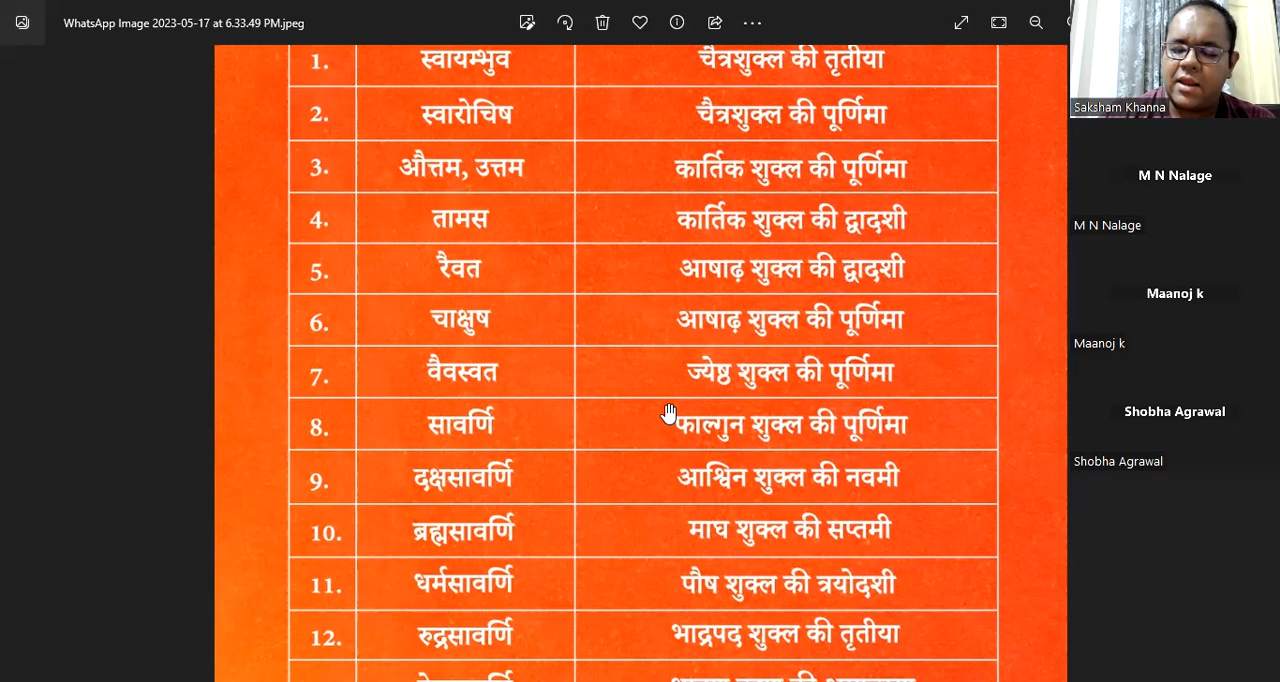 WhatsApp Image 2023-05-17 at 6.33.49 PM.jpeg
1. स्वायम्भुव चैत्रशुक्ल की तृतीया
2. स्वारोचिष चैत्रशुक्ल की पूर्णिमा
3. औत्तम, उत्तम कार्तिक शुक्ल की पूर्णिमा
4. तामस कार्तिक शुक्ल की द्वादशी
5. रैवत आषाढ़ शुक्ल की द्वादशी
6. चाक्षुष आषाढ़ शुक्ल की पूर्णिमा
7. वैवस्वत ज्येष्ठ शुक्ल की पूर्णिमा
8. सावर्णि फाल्गुन शुक्ल की पूर्णिमा
9. दक्षसावर्णि आश्विन शुक्ल की नवमी
10. ब्रह्मसावर्णि माघ शुक्ल की सप्तमी
11. धर्मसावर्णि पौष शुक्ल की त्रयोदशी
12. रुद्रसावर्णि भाद्रपद शुक्ल की तृतीया
Saksham Khanna
M N Nalage
M N Nalage
Maanoj k
Maanoj k
Shobha Agrawal
Shobha Agrawal